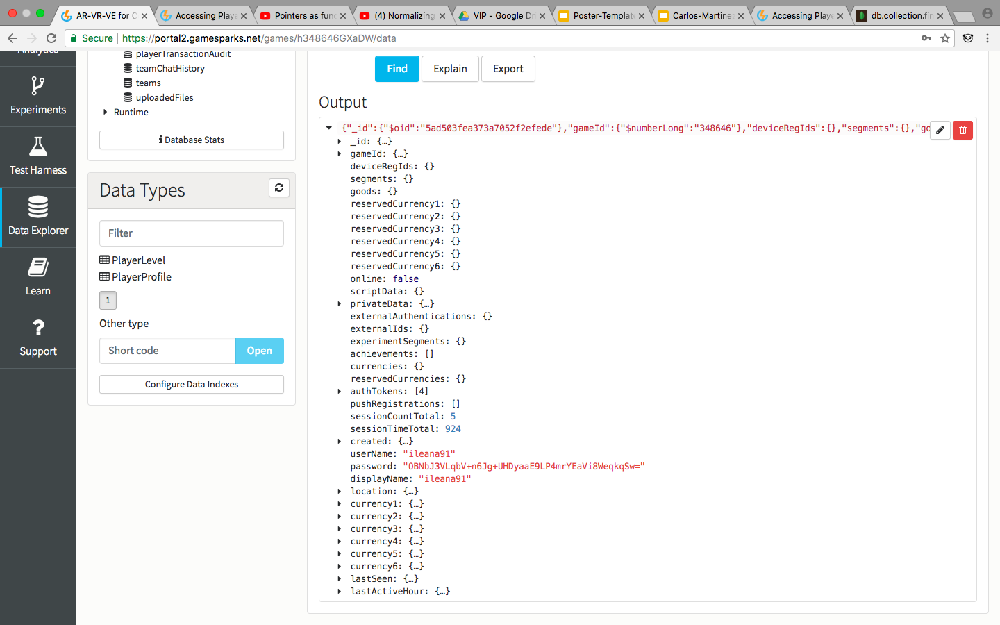 AR-VR-VE for C
Accessing Playe
Pointers as func
(4) Normalizing
VIP - Google Dr
Poster-Template
Carlos-Martinez
Accessing Playe
db.collection.fin
Secure https://portal2.gamesparks.net/games/h348646GXaDW/data
Analytics
Experiments
Test Harness
Data Explorer
Learn
Support
playerTransactionAudit
teamChatHistory
teams
uploadedFiles
Runtime
Database Stats
Data Types
Filter
PlayerLevel
PlayerProfile
1
Other type
Short code Open
Configure Data Indexes
Find Explain Export
Output
{"_id":{"$oid":"5ad503fea373a7052f2efede"},"gameId":{"$numberLong":"348646"},"deviceRegIds":{},"segments":{},"go
_id: {…}
gameId: {…}
deviceRegIds: {}
segments: {}
goods: {}
reservedCurrency1: {}
reservedCurrency2: {}
reservedCurrency3: {}
reservedCurrency4: {}
reservedCurrency5: {}
reservedCurrency6: {}
online: false
scriptData: {}
privateData: {…}
externalAuthentications: {}
externalIds: {}
experimentSegments: {}
achievements: []
currencies: {}
reservedCurrencies: {}
authTokens: [4]
pushRegistrations: []
sessionCountTotal: 5
sessionTimeTotal: 924
created: {…}
userName: "ileana91"
password: "OBNbJ3VLqbV+n6Jg+UHDyaaE9LP4mrYEaVi8WeqkqSw="
displayName: "ileana91"
location: {…}
currency1: {…}
currency2: {…}
currency3: {…}
currency4: {…}
currency5: {…}
currency6: {…}
lastSeen: {…}
lastActiveHour: {…}